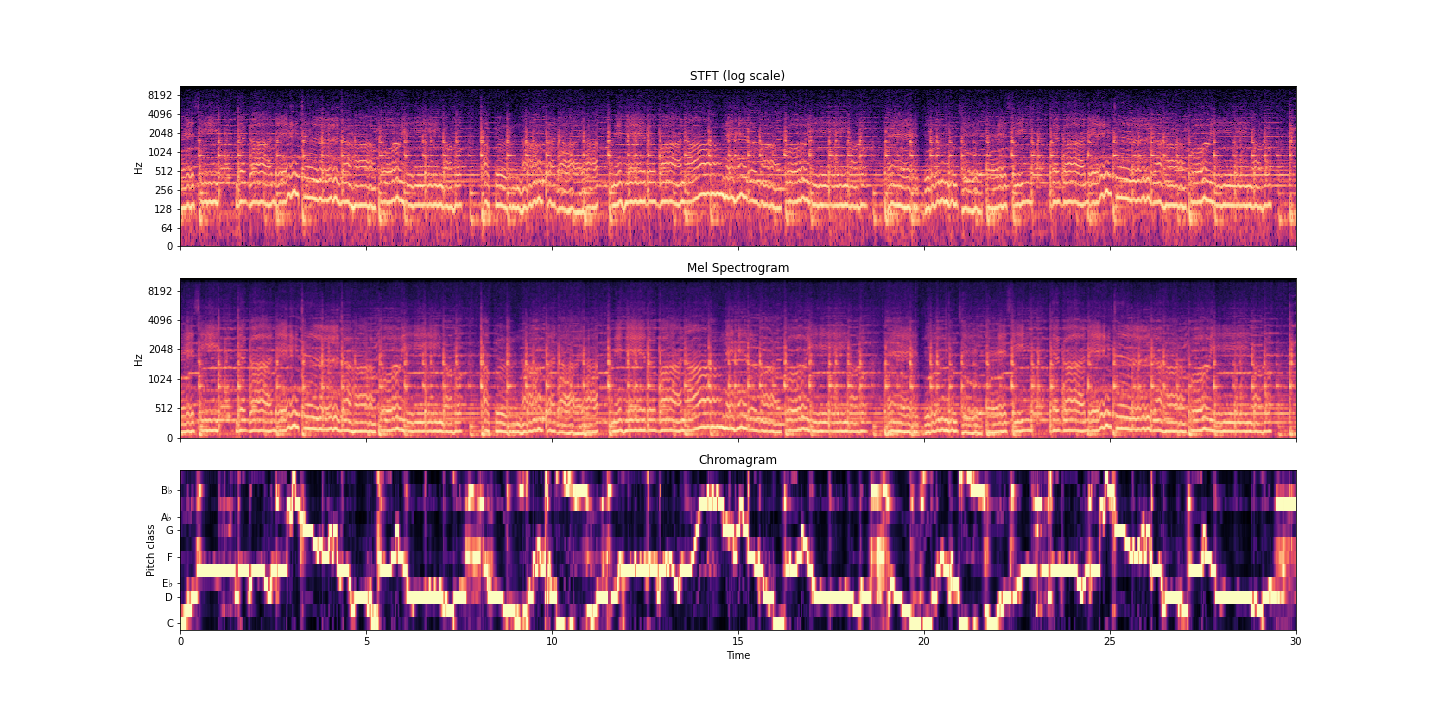 STFT (log scale)
8192
4096
2048
1024
512
256
128
64
0
Hz
Mel Spectrogram
8192
4096
2048
1024
512
0
Hz
Chromagram
B♭
A♭
G
F
E♭
D
C
Pitch class
0 5 10 15 20 25 30
Time